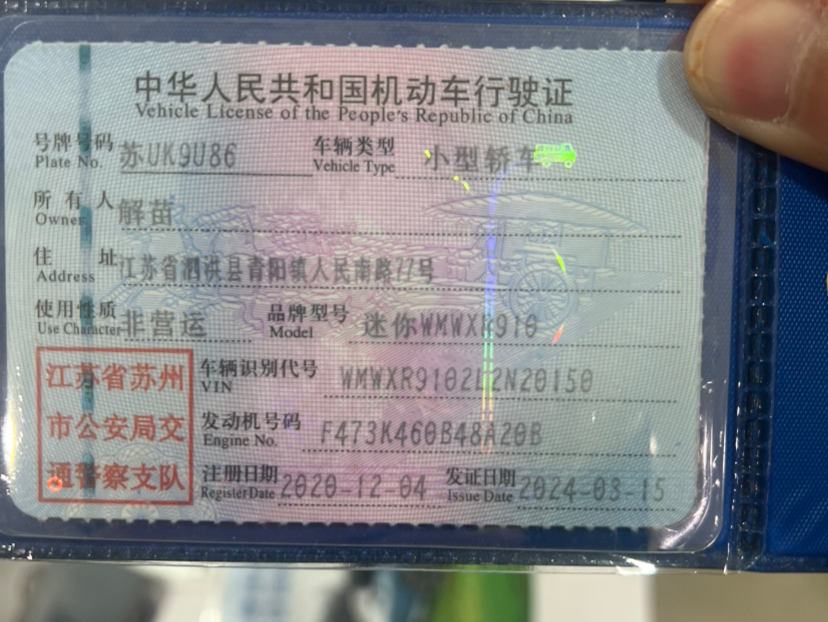 中华人民共和国机动车行驶证
Vehicle License of the People's Republic of China
号牌号码 苏UK9U86 车辆类型 小型轿车
Plate No. Vehicle Type
所有人 解苗
Owner
住址 江苏省泗洪县青阳镇人民南路77号
Address
使用性质 非营运 品牌型号 迷你WMWXR910
Use Character Model
江苏省苏州 车辆识别代号 WMWXR9102L2N20150
VIN
市公安局交 发动机号码 F473K460B48A20B
Engine No.
通警察支队 注册日期 2020-12-04 发证日期 2024-03-15
Register Date Issue Date